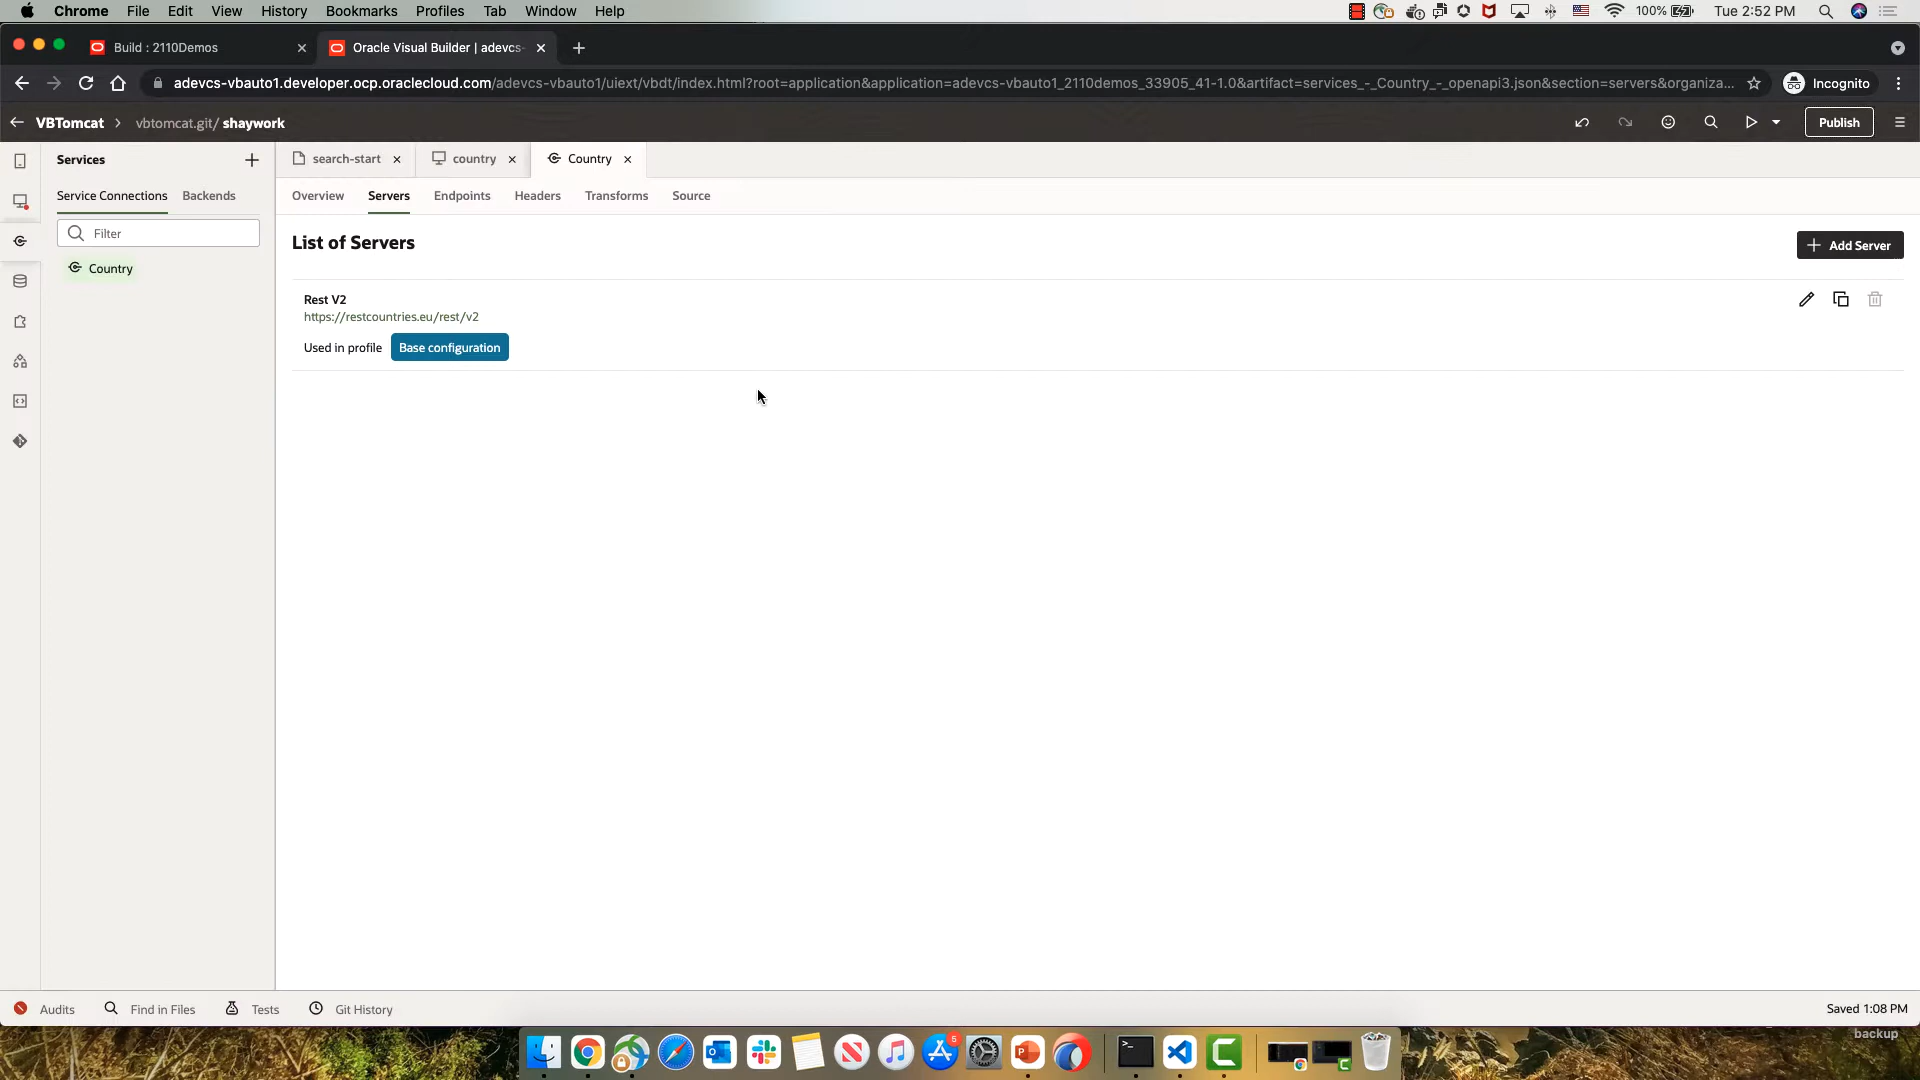 Chrome File Edit View History Bookmarks Profiles Tab Window Help 100% Tue 2:52 PM
Build : 2110Demos
Oracle Visual Builder | adevcs-
adevcs-vbauto1.developer.ocp.oraclecloud.com/adevcs-vbauto1/uiext/vbdt/index.html?root=application&application=adevcs-vbauto1_2110demos_33905_41-1.0&artifact=services_-_Country_-_openapi3.json&section=servers&organiza...
Incognito
VBTomcat > vbtomcat.git/ shaywork
Publish
Services
search-start
country
Country
Service Connections Backends
Overview Servers Endpoints Headers Transforms Source
Filter
List of Servers
Add Server
Country
Rest V2
https://restcountries.eu/rest/v2
Used in profile Base configuration
Audits Find in Files Tests Git History
Saved 1:08 PM
backup
5